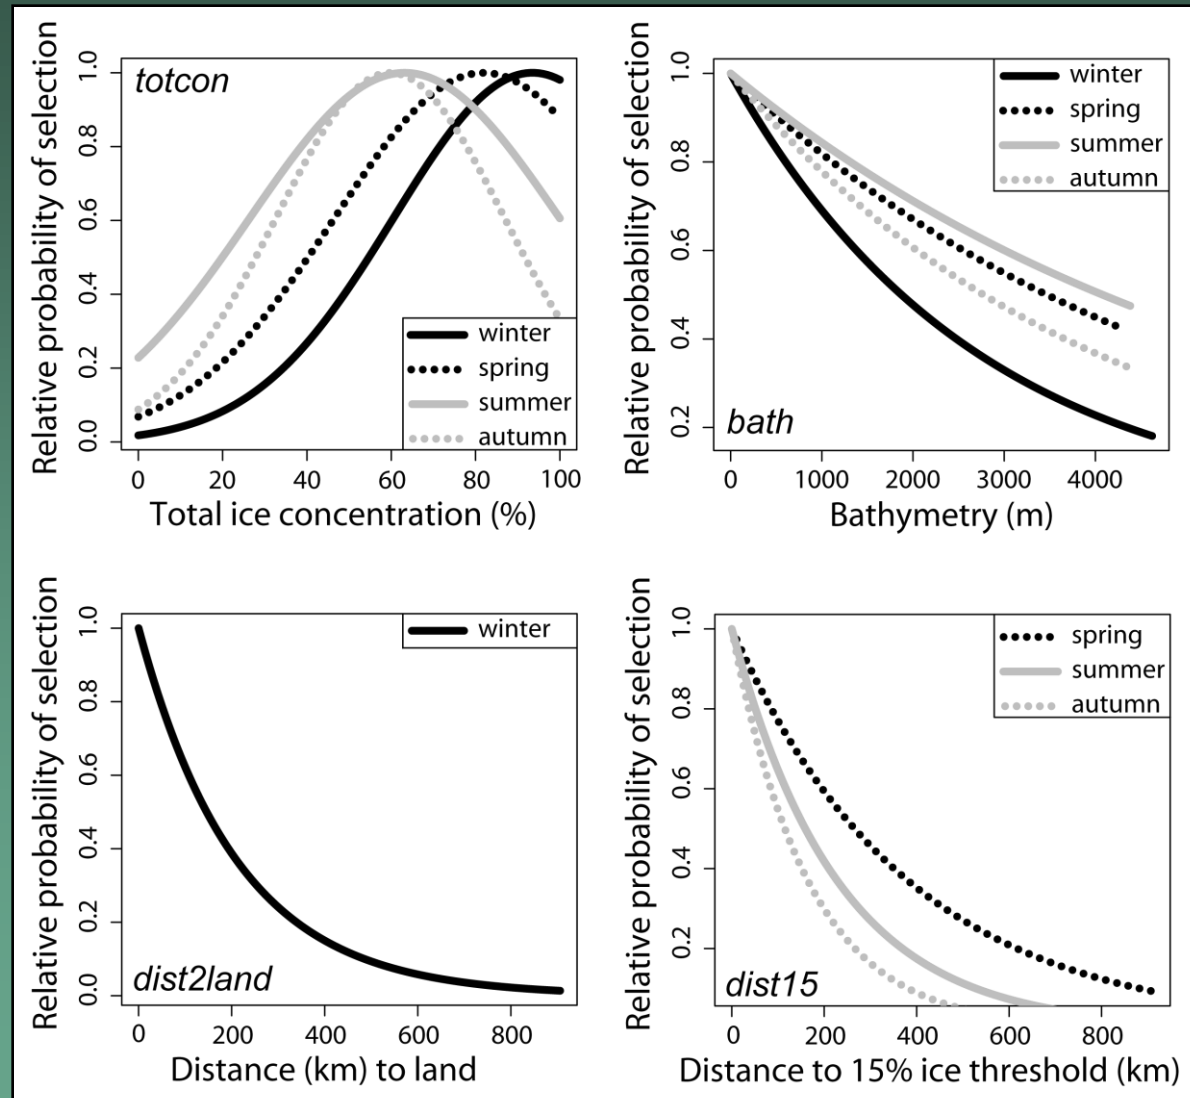 Relative probability of selection
1.0
0.8
0.6
0.4
0.2
0.0
totcon
winter
spring
summer
autumn
0 20 40 60 80 100
Total ice concentration (%)
Relative probability of selection
1.0
0.8
0.6
0.4
0.2
winter
spring
summer
autumn
bath
0 1000 2000 3000 4000
Bathymetry (m)
Relative probability of selection
1.0
0.8
0.6
0.4
0.2
0.0
winter
dist2land
0 200 400 600 800
Distance (km) to land
Relative probability of selection
1.0
0.8
0.6
0.4
0.2
spring
summer
autumn
dist15
0 200 400 600 800
Distance to 15% ice threshold (km)